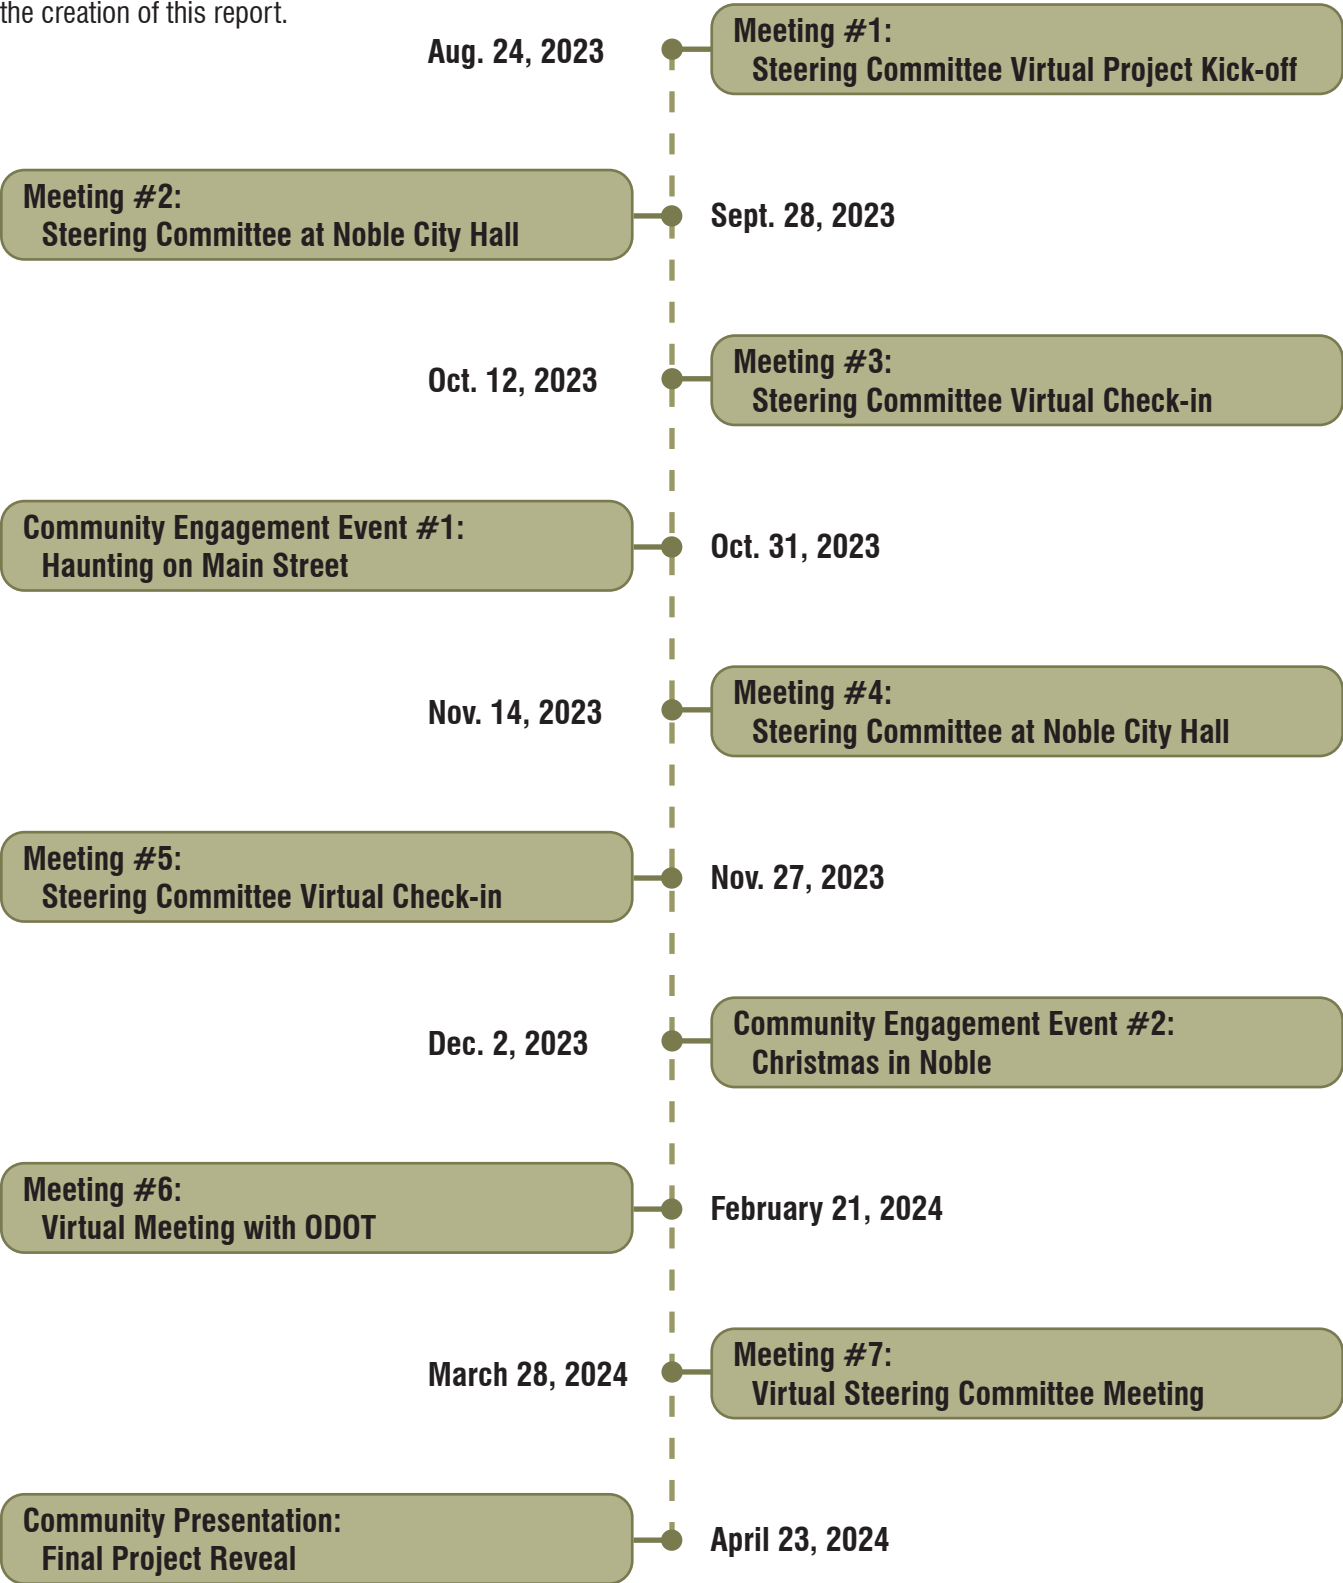 the creation of this report.
Aug. 24, 2023
Meeting #1:
Steering Committee Virtual Project Kick-off
Meeting #2:
Steering Committee at Noble City Hall
Sept. 28, 2023
Oct. 12, 2023
Meeting #3:
Steering Committee Virtual Check-in
Community Engagement Event #1:
Haunting on Main Street
Oct. 31, 2023
Nov. 14, 2023
Meeting #4:
Steering Committee at Noble City Hall
Meeting #5:
Steering Committee Virtual Check-in
Nov. 27, 2023
Dec. 2, 2023
Community Engagement Event #2:
Christmas in Noble
Meeting #6:
Virtual Meeting with ODOT
February 21, 2024
March 28, 2024
Meeting #7:
Virtual Steering Committee Meeting
Community Presentation:
Final Project Reveal
April 23, 2024